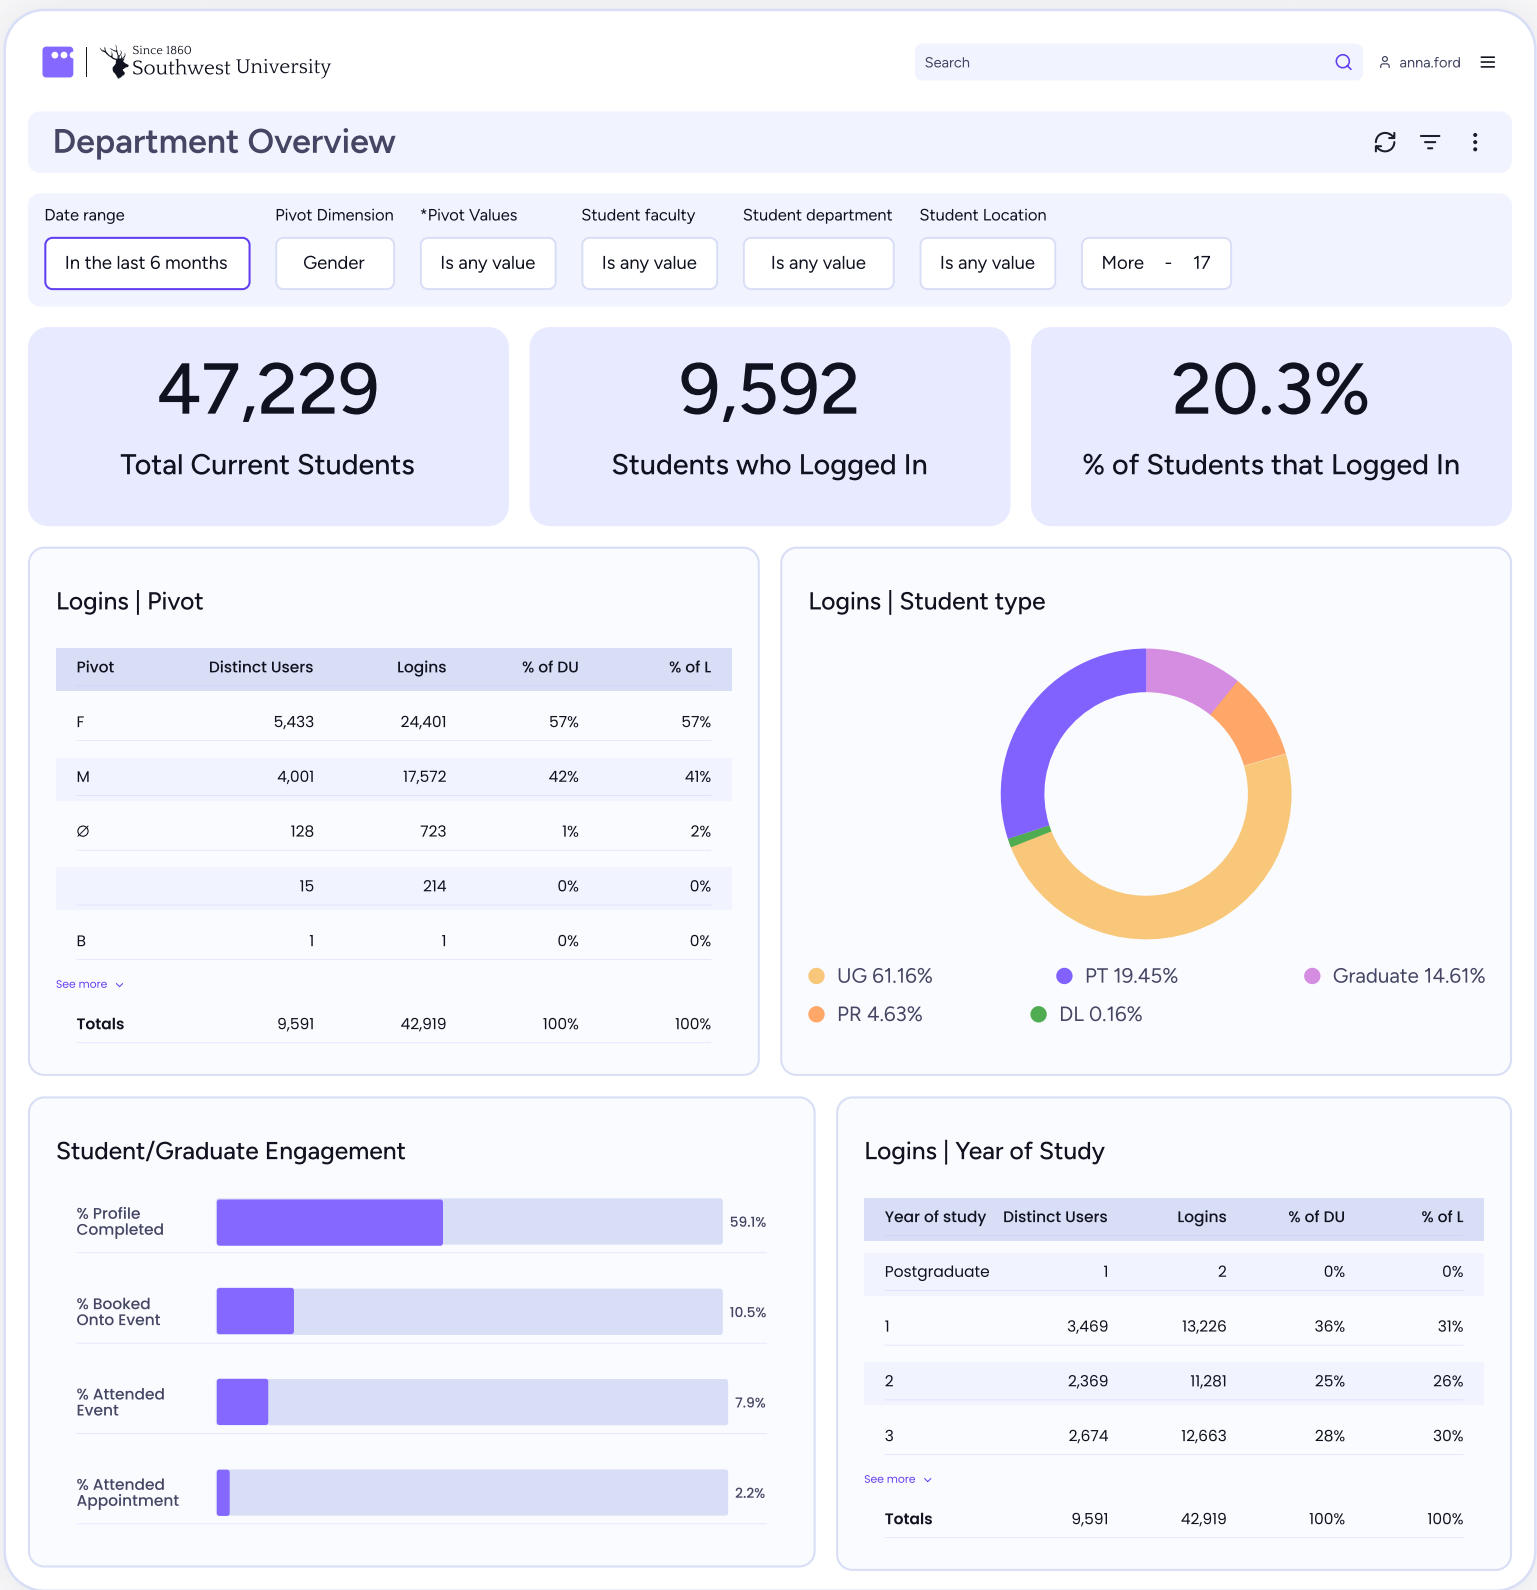 Since 1860
Southwest University
Search
anna.ford
Department Overview
Date range Pivot Dimension *Pivot Values Student faculty Student department Student Location
In the last 6 months Gender Is any value Is any value Is any value Is any value More - 17
47,229 9,592 20.3%
Total Current Students Students who Logged In % of Students that Logged In
Logins | Pivot
Pivot Distinct Users Logins % of DU % of L
F 5,433 24,401 57% 57%
M 4,001 17,572 42% 41%
∅ 128 723 1% 2%
15 214 0% 0%
B 1 1 0% 0%
See more
Totals 9,591 42,919 100% 100%
Logins | Student type
UG 61.16% PT 19.45% Graduate 14.61%
PR 4.63% DL 0.16%
Student/Graduate Engagement
% Profile
Completed
59.1%
% Booked
Onto Event
10.5%
% Attended
Event
7.9%
% Attended
Appointment
2.2%
Logins | Year of Study
Year of study Distinct Users Logins % of DU % of L
Postgraduate 1 2 0% 0%
1 3,469 13,226 36% 31%
2 2,369 11,281 25% 26%
3 2,674 12,663 28% 30%
See more
Totals 9,591 42,919 100% 100%